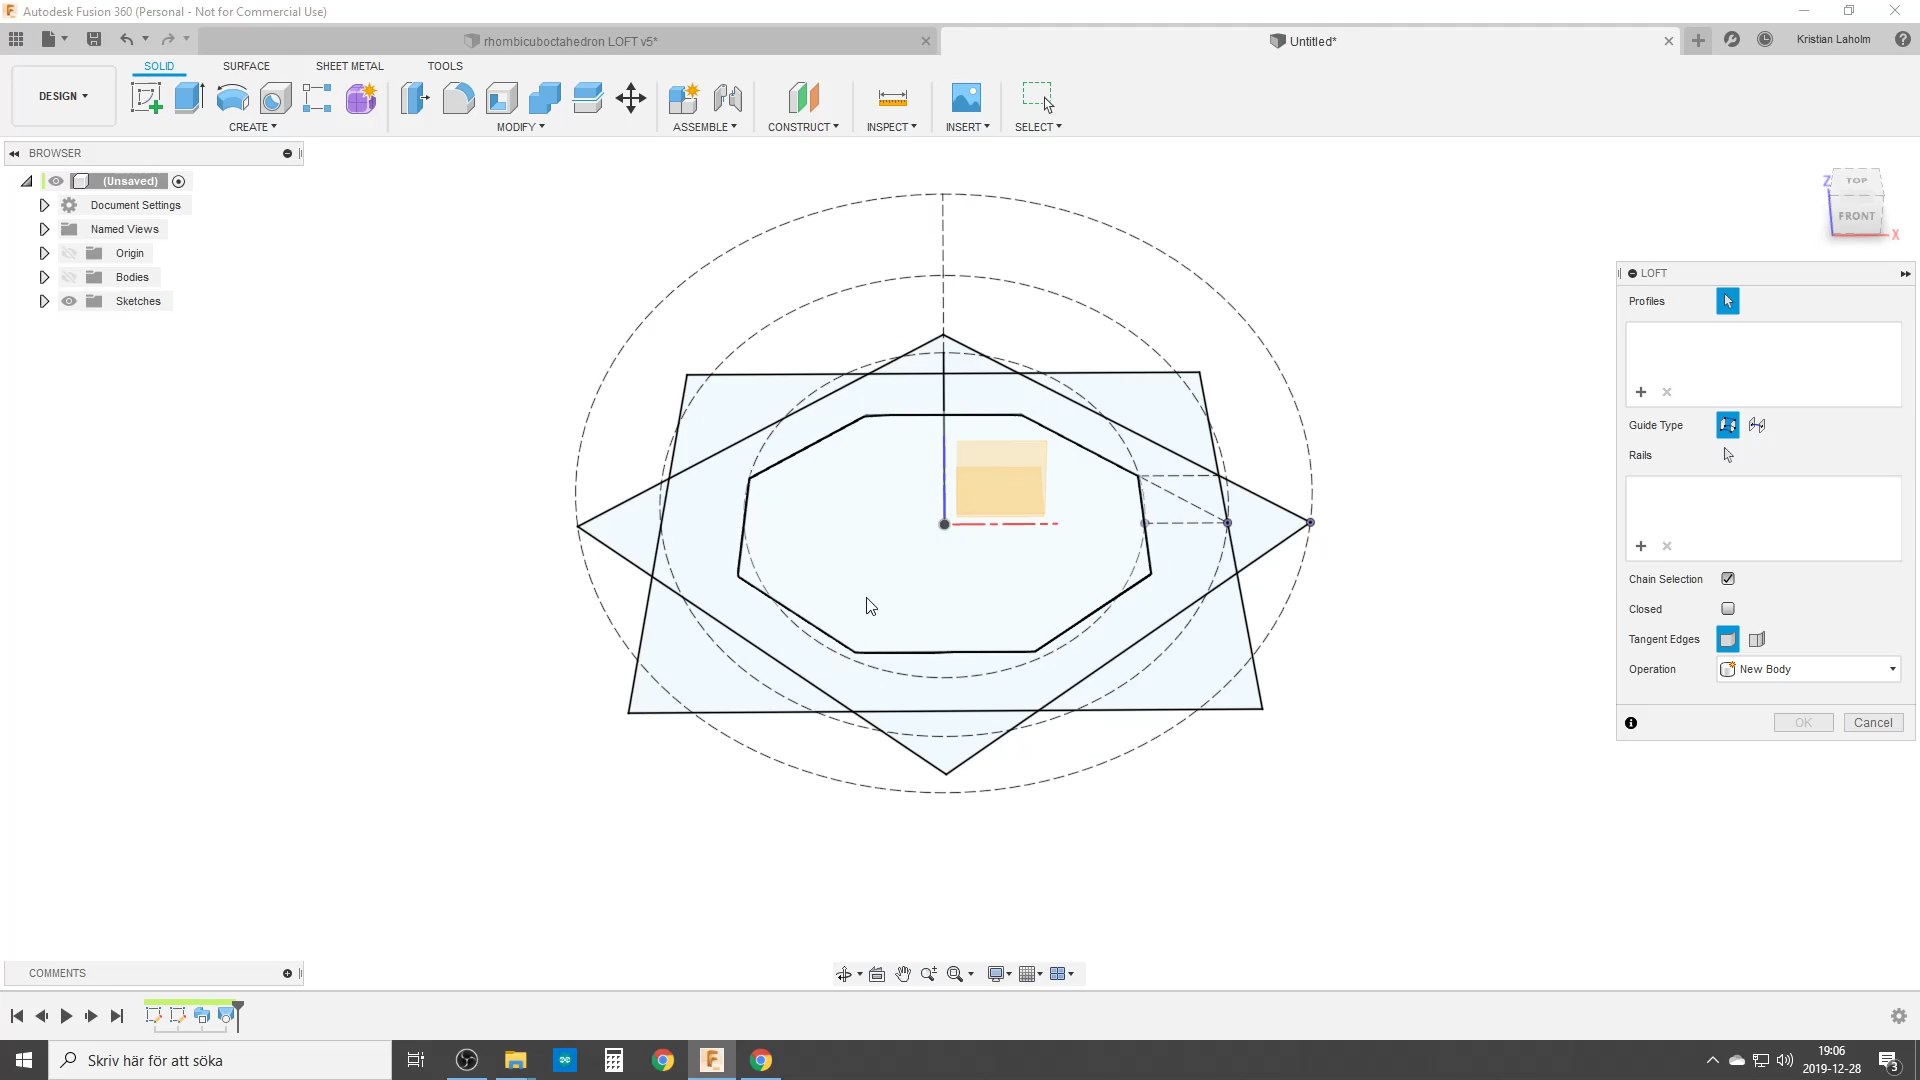 Autodesk Fusion 360 (Personal - Not for Commercial Use)
rhombicuboctahedron LOFT v5*
Untitled*
Kristian Laholm
SOLID
SURFACE
SHEET METAL
TOOLS
DESIGN
CREATE
MODIFY
ASSEMBLE
CONSTRUCT
INSPECT
INSERT
SELECT
BROWSER
(Unsaved)
Document Settings
Named Views
Origin
Bodies
Sketches
Z
TOP
FRONT
X
LOFT
Profiles
Guide Type
Rails
Chain Selection
Closed
Tangent Edges
Operation
New Body
OK
Cancel
COMMENTS
Skriv här för att söka
19:06
2019-12-28
3